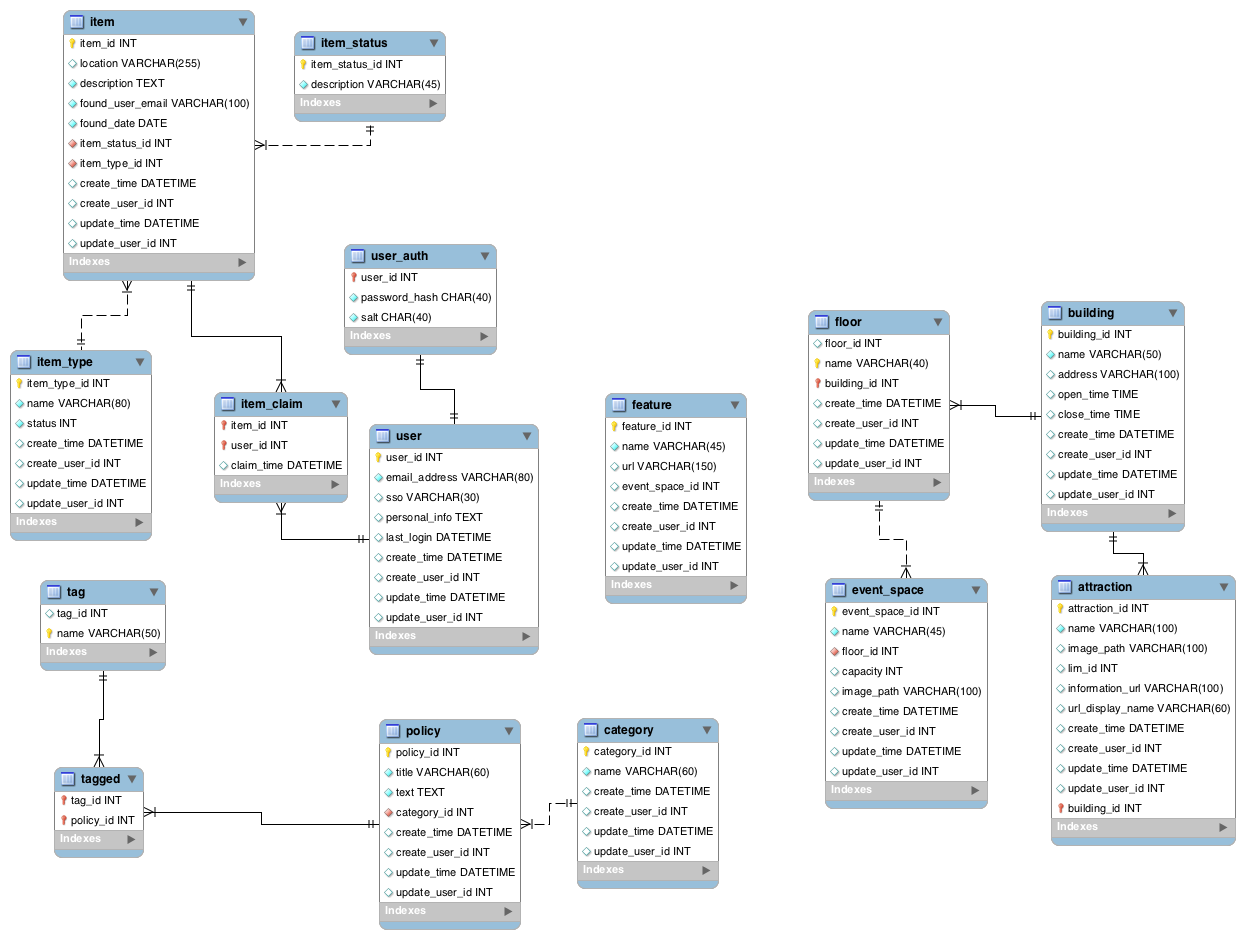 item
item_id INT
location VARCHAR(255)
description TEXT
found_user_email VARCHAR(100)
found_date DATE
item_status_id INT
item_type_id INT
create_time DATETIME
create_user_id INT
update_time DATETIME
update_user_id INT
Indexes
item_status
item_status_id INT
description VARCHAR(45)
Indexes
user_auth
user_id INT
password_hash CHAR(40)
salt CHAR(40)
Indexes
item_type
item_type_id INT
name VARCHAR(80)
status INT
create_time DATETIME
create_user_id INT
update_time DATETIME
update_user_id INT
Indexes
item_claim
item_id INT
user_id INT
claim_time DATETIME
Indexes
user
user_id INT
email_address VARCHAR(80)
sso VARCHAR(30)
personal_info TEXT
last_login DATETIME
create_time DATETIME
create_user_id INT
update_time DATETIME
update_user_id INT
Indexes
feature
feature_id INT
name VARCHAR(45)
url VARCHAR(150)
event_space_id INT
create_time DATETIME
create_user_id INT
update_time DATETIME
update_user_id INT
Indexes
floor
floor_id INT
name VARCHAR(40)
building_id INT
create_time DATETIME
create_user_id INT
update_time DATETIME
update_user_id INT
Indexes
building
building_id INT
name VARCHAR(50)
address VARCHAR(100)
open_time TIME
close_time TIME
create_time DATETIME
create_user_id INT
update_time DATETIME
update_user_id INT
Indexes
tag
tag_id INT
name VARCHAR(50)
Indexes
event_space
event_space_id INT
name VARCHAR(45)
floor_id INT
capacity INT
image_path VARCHAR(100)
create_time DATETIME
create_user_id INT
update_time DATETIME
update_user_id INT
Indexes
attraction
attraction_id INT
name VARCHAR(100)
image_path VARCHAR(100)
lim_id INT
information_url VARCHAR(100)
url_display_name VARCHAR(60)
create_time DATETIME
create_user_id INT
update_time DATETIME
update_user_id INT
building_id INT
Indexes
tagged
tag_id INT
policy_id INT
Indexes
policy
policy_id INT
title VARCHAR(60)
text TEXT
category_id INT
create_time DATETIME
create_user_id INT
update_time DATETIME
update_user_id INT
Indexes
category
category_id INT
name VARCHAR(60)
create_time DATETIME
create_user_id INT
update_time DATETIME
update_user_id INT
Indexes